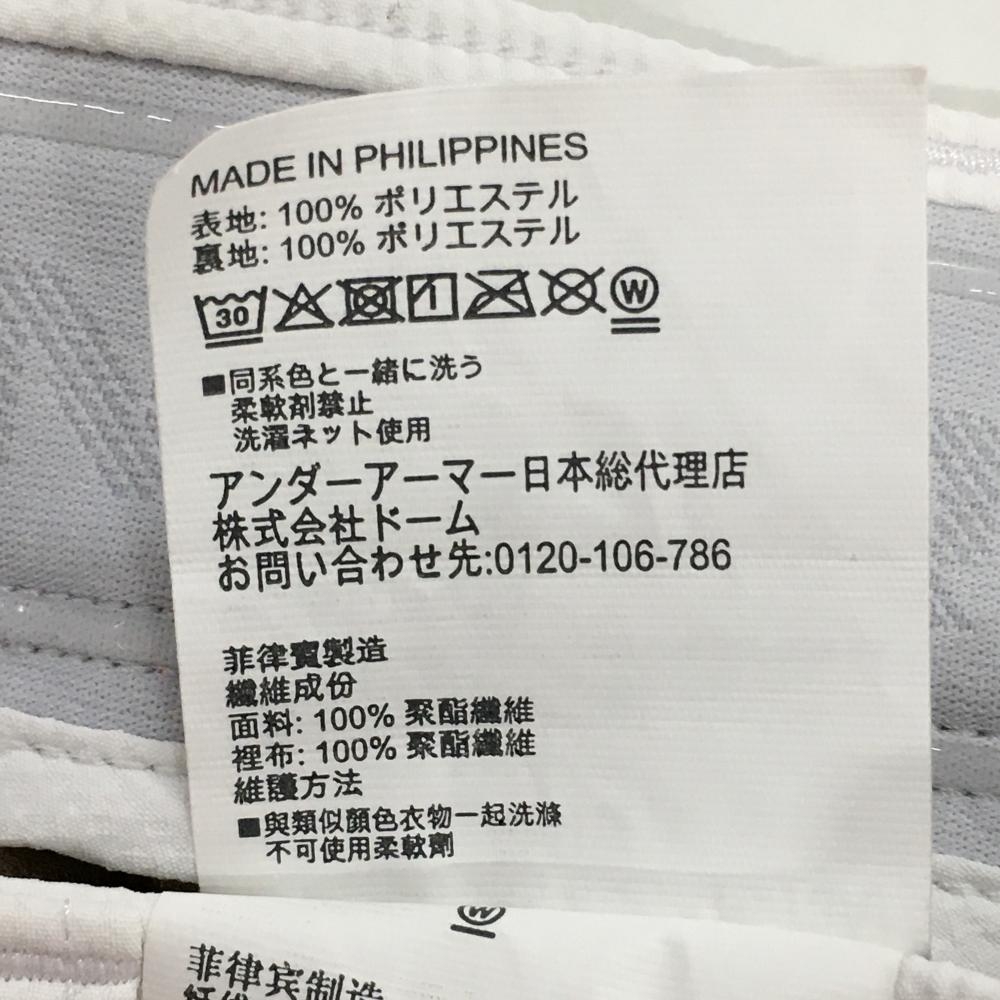 MADE IN PHILIPPINES
表地: 100% ポリエステル
裏地: 100% ポリエステル
30
W
■同系色と一緒に洗う
柔軟剤禁止
洗濯ネット使用
アンダーアーマー日本総代理店
株式会社ドーム
お問い合わせ先:0120-106-786
菲律賓製造
纖維成份
面料: 100% 聚酯纖維
裡布: 100% 聚酯纖維
維護方法
■與類似顏色衣物一起洗滌
不可使用柔軟劑
W
菲律宾制造